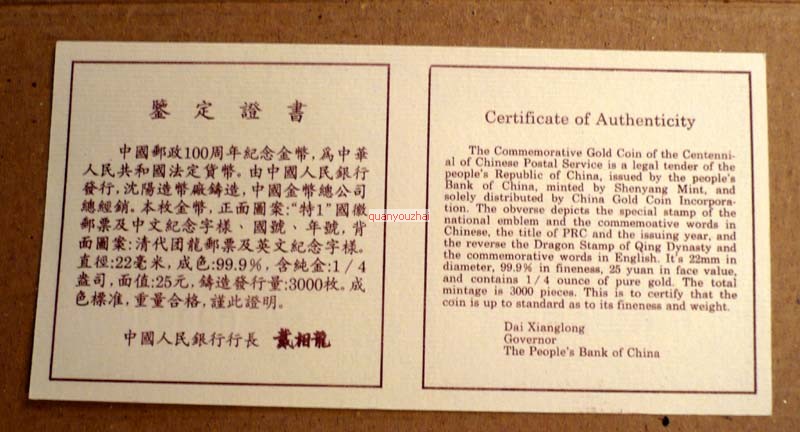 鑒定證書
中國郵政100周年紀念金幣,爲中華
人民共和國法定貨幣。由中國人民銀行
發行,沈陽造幣廠鑄造,中國金幣總公司
總經銷。本枚金幣,正面圖案:“特1”國徽
郵票及中文紀念字樣、國號、年號,背
面圖案:清代团龍郵票及英文紀念字樣。
直徑:22毫米,成色:99.9%,含純金:1/4
盎司,面值:25元,鑄造發行量:3000枚。成
色標准,重量合格,謹此證明。
中國人民銀行行長 戴相龍
quanyouzhai
Certificate of Authenticity
The Commemorative Gold Coin of the Centenni-
al of Chinese Postal Service is a legal tender of the
people's Republic of China, issued by the people's
Bank of China, minted by Shenyang Mint, and
solely distributed by China Gold Coin Incorpora-
tion. The obverse depicts the special stamp of the
national emblem and the commemoative words in
Chinese, the title of PRC and the issuing year, and
the reverse the Dragon Stamp of Qing Dynasty and
the commemorative words in English. It's 22mm in
diameter, 99.9% in fineness, 25 yuan in face value,
and contains 1/4 ounce of pure gold. The total
mintage is 3000 pieces. This is to certify that the
coin is up to standard as to its fineness and weight.
Dai Xianglong
Governor
The People's Bank of China